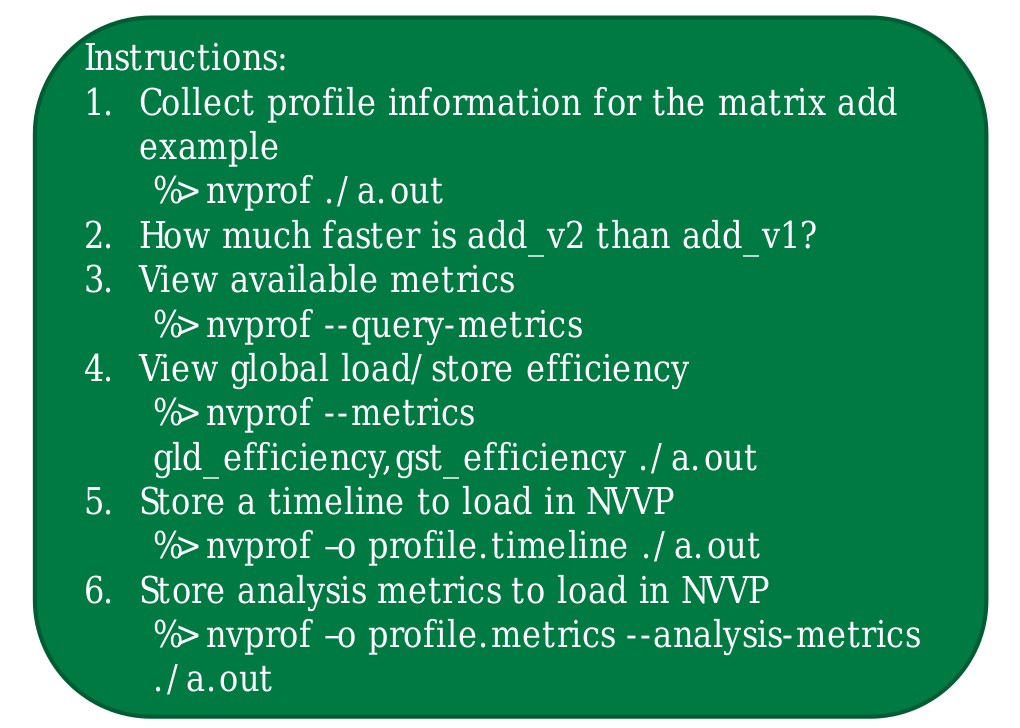 Instructions:
1. Collect profile information for the matrix add
example
%> nvprof ./a.out
2. How much faster is add_v2 than add_v1?
3. View available metrics
%> nvprof --query-metrics
4. View global load/store efficiency
%> nvprof --metrics
gld_efficiency,gst_efficiency ./a.out
5. Store a timeline to load in NVVP
%> nvprof –o profile.timeline ./a.out
6. Store analysis metrics to load in NVVP
%> nvprof –o profile.metrics --analysis-metrics
./a.out